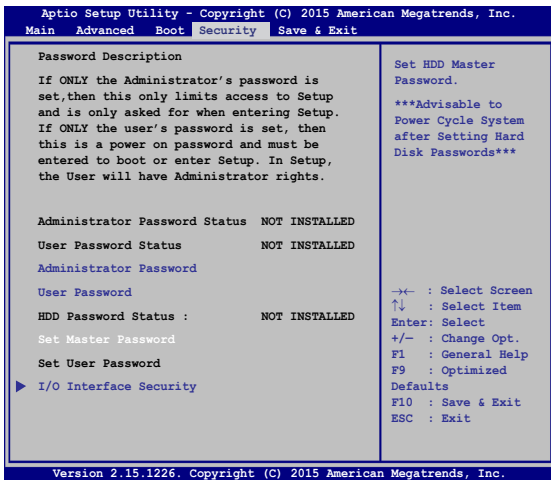 Aptio Setup Utility - Copyright (C) 2015 American Megatrends, Inc.
Main Advanced Boot Security Save & Exit
Password Description
If ONLY the Administrator's password is
set,then this only limits access to Setup
and is only asked for when entering Setup.
If ONLY the user's password is set, then
this is a power on password and must be
entered to boot or enter Setup. In Setup,
the User will have Administrator rights.
Administrator Password Status NOT INSTALLED
User Password Status NOT INSTALLED
Administrator Password
User Password
HDD Password Status : NOT INSTALLED
Set Master Password
Set User Password
I/O Interface Security
Set HDD Master
Password.
***Advisable to
Power Cycle System
after Setting Hard
Disk Passwords***
→← : Select Screen
↑↓ : Select Item
Enter: Select
+/— : Change Opt.
F1 : General Help
F9 : Optimized
Defaults
F10 : Save & Exit
ESC : Exit
Version 2.15.1226. Copyright (C) 2015 American Megatrends, Inc.